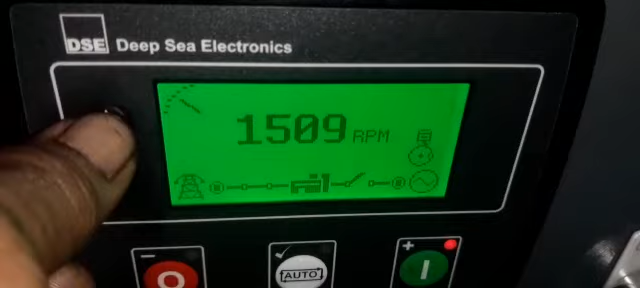 DSE Deep Sea Electronics
1509 RPM
− +
O AUTO I